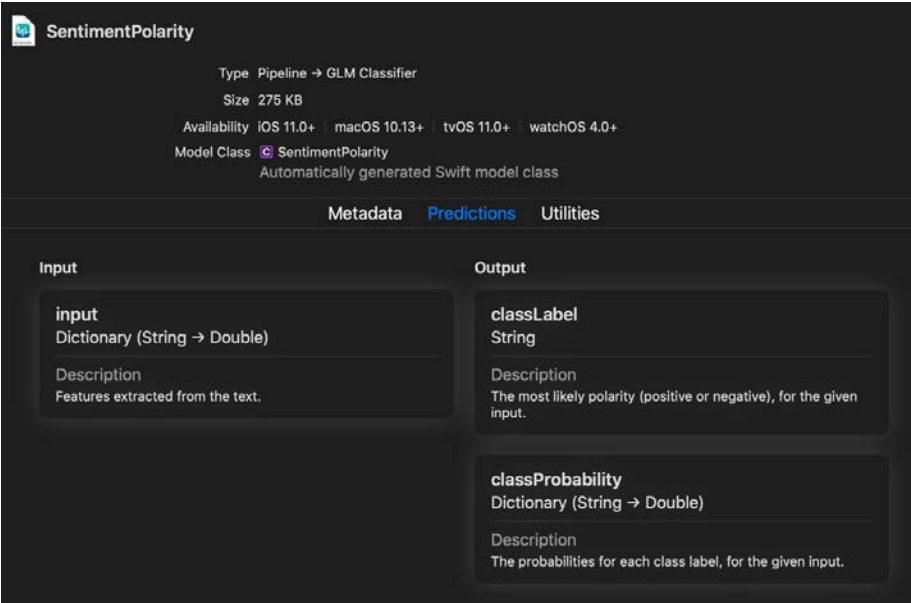 SentimentPolarity
Type Pipeline → GLM Classifier
Size 275 KB
Availability iOS 11.0+ macOS 10.13+ tvOS 11.0+ watchOS 4.0+
Model Class C SentimentPolarity
Automatically generated Swift model class
Metadata Predictions Utilities
Input
input
Dictionary (String → Double)
Description
Features extracted from the text.
Output
classLabel
String
Description
The most likely polarity (positive or negative), for the given
input.
classProbability
Dictionary (String → Double)
Description
The probabilities for each class label, for the given input.